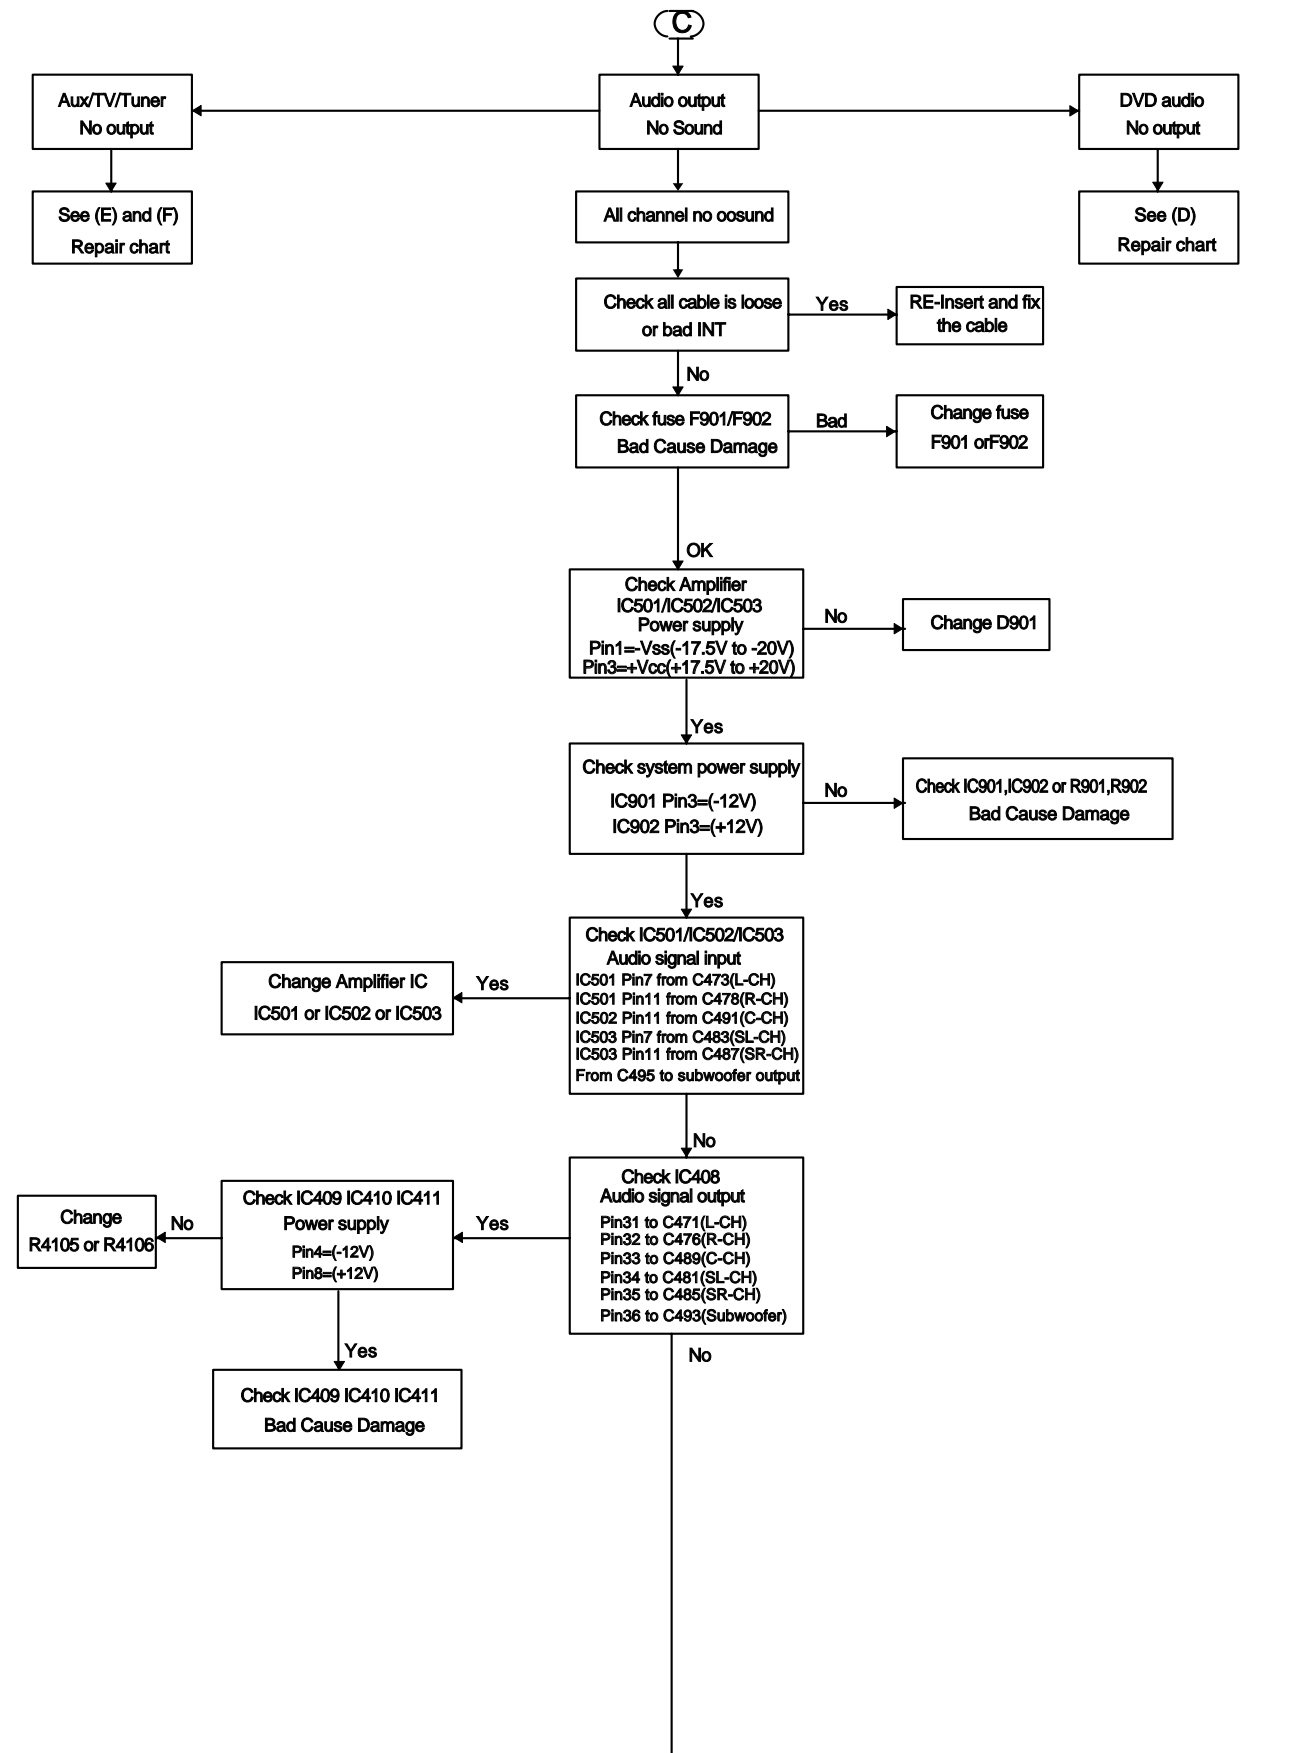 C
Aux/TV/Tuner
No output
Audio output
No Sound
DVD audio
No output
See (E) and (F)
Repair chart
All channel no oosund
See (D)
Repair chart
Check all cable is loose
or bad INT
Yes
RE-Insert and fix
the cable
No
Check fuse F901/F902
Bad Cause Damage
Bad
Change fuse
F901 orF902
OK
Check Amplifier
IC501/IC502/IC503
Power supply
Pin1=-Vss(-17.5V to -20V)
Pin3=+Vcc(+17.5V to +20V)
No
Change D901
Yes
Check system power supply
IC901 Pin3=(-12V)
IC902 Pin3=(+12V)
No
Check IC901,IC902 or R901,R902
Bad Cause Damage
Yes
Check IC501/IC502/IC503
Audio signal input
IC501 Pin7 from C473(L-CH)
IC501 Pin11 from C478(R-CH)
IC502 Pin11 from C491(C-CH)
IC503 Pin7 from C483(SL-CH)
IC503 Pin11 from C487(SR-CH)
From C495 to subwoofer output
Yes
Change Amplifier IC
IC501 or IC502 or IC503
No
Check IC408
Audio signal output
Pin31 to C471(L-CH)
Pin32 to C476(R-CH)
Pin33 to C489(C-CH)
Pin34 to C481(SL-CH)
Pin35 to C485(SR-CH)
Pin36 to C493(Subwoofer)
Yes
Check IC409 IC410 IC411
Power supply
Pin4=(-12V)
Pin8=(+12V)
No
Change
R4105 or R4106
Yes
Check IC409 IC410 IC411
Bad Cause Damage
No